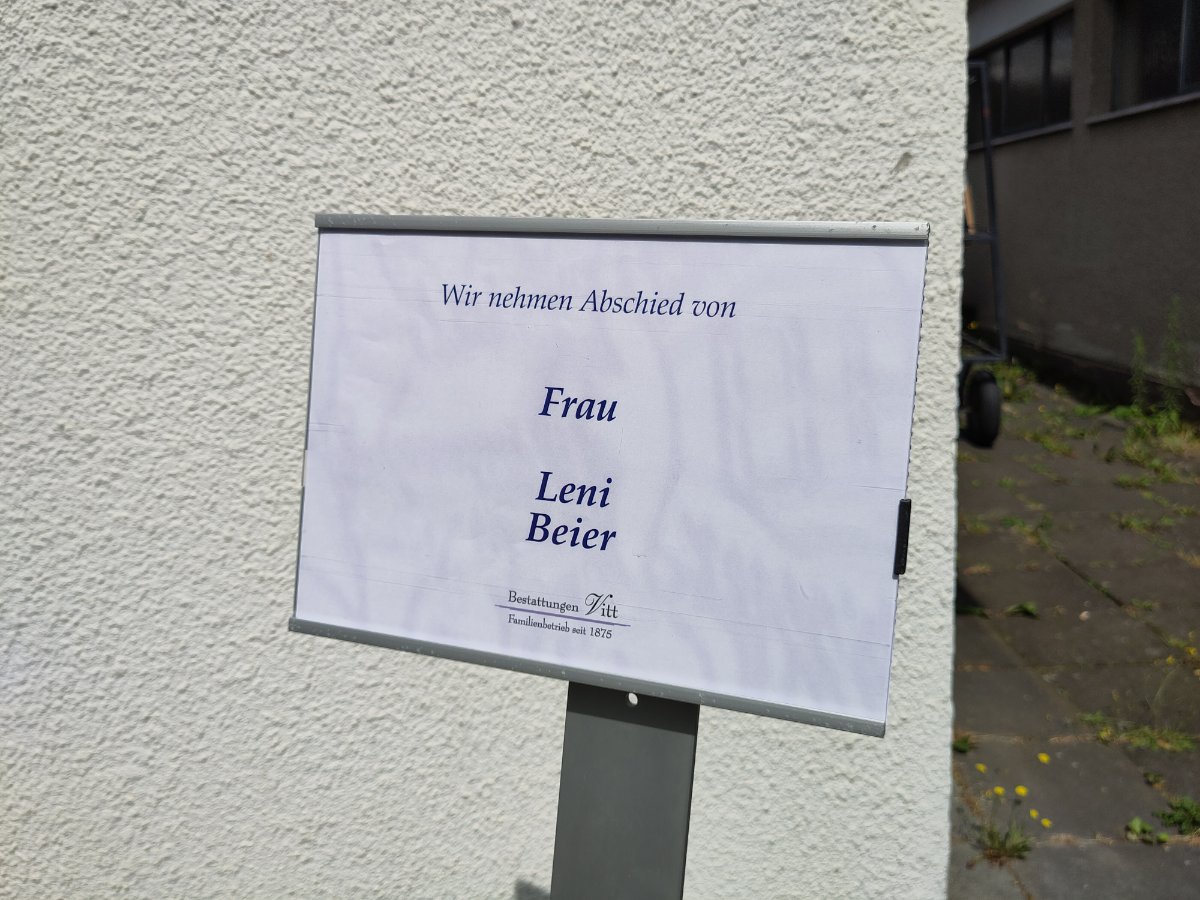 Wir nehmen Abschied von
Frau
Leni
Beier
Bestattungen Vitt
Familienbetrieb seit 1875